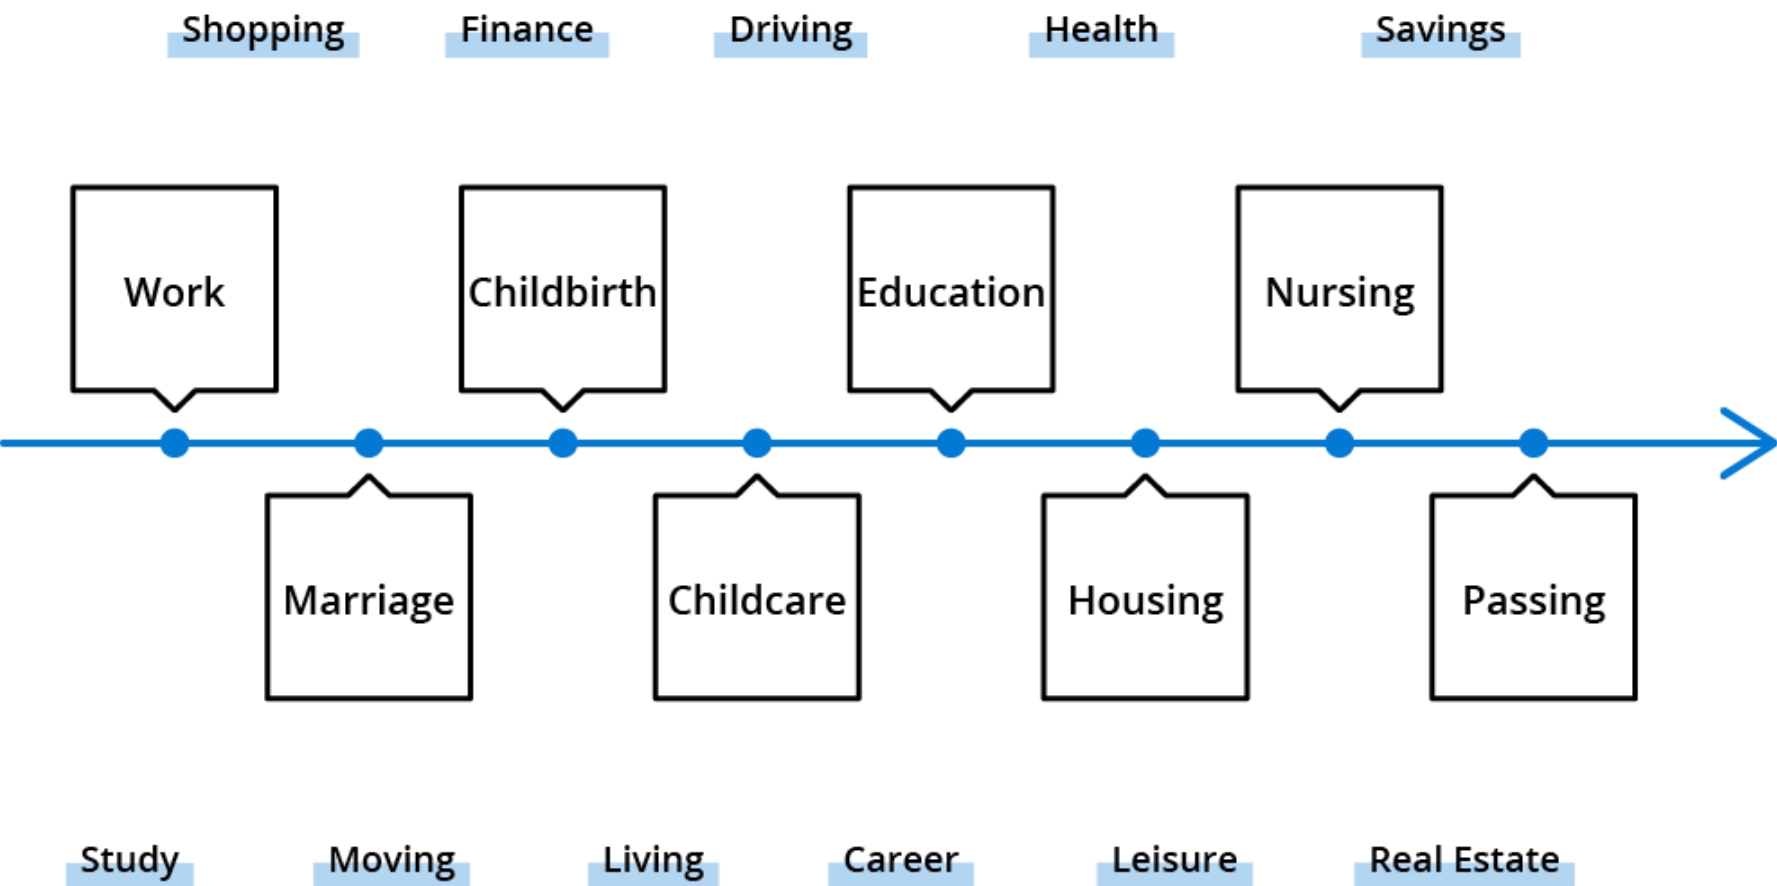 Shopping Finance Driving Health Savings
Work Childbirth Education Nursing
Marriage Childcare Housing Passing
Study Moving Living Career Leisure Real Estate